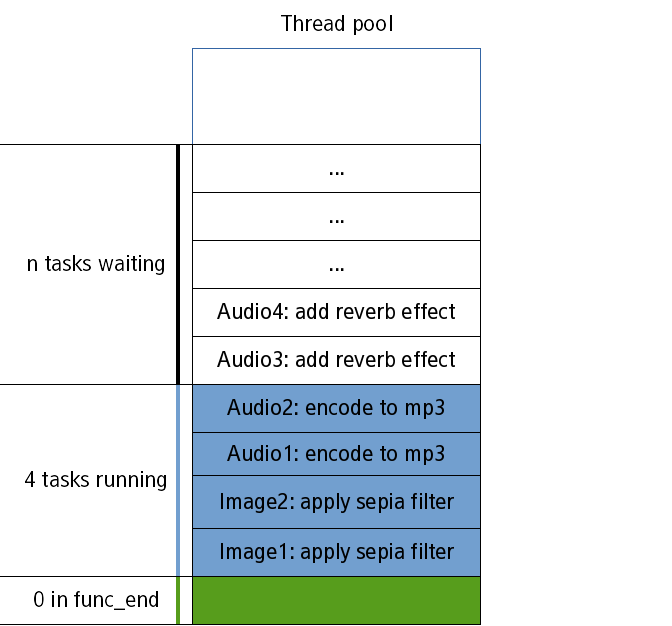 Thread pool
...
...
n tasks waiting
...
Audio4: add reverb effect
Audio3: add reverb effect
Audio2: encode to mp3
Audio1: encode to mp3
4 tasks running
Image2: apply sepia filter
Image1: apply sepia filter
0 in func_end